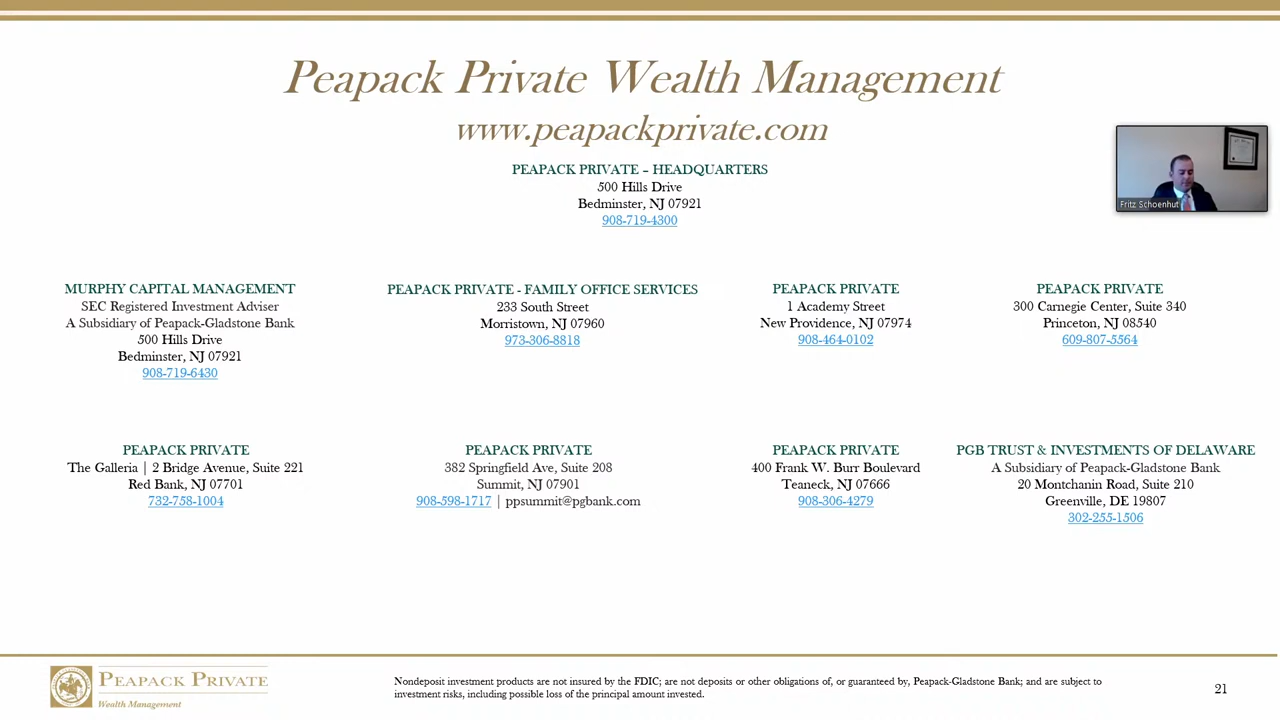 Peapack Private Wealth Management
www.peapackprivate.com
PEAPACK PRIVATE – HEADQUARTERS
500 Hills Drive
Bedminster, NJ 07921
908-719-4300
Fritz Schoenhut
MURPHY CAPITAL MANAGEMENT
SEC Registered Investment Adviser
A Subsidiary of Peapack-Gladstone Bank
500 Hills Drive
Bedminster, NJ 07921
908-719-6430
PEAPACK PRIVATE - FAMILY OFFICE SERVICES
233 South Street
Morristown, NJ 07960
973-306-8818
PEAPACK PRIVATE
1 Academy Street
New Providence, NJ 07974
908-464-0102
PEAPACK PRIVATE
300 Carnegie Center, Suite 340
Princeton, NJ 08540
609-807-5564
PEAPACK PRIVATE
The Galleria | 2 Bridge Avenue, Suite 221
Red Bank, NJ 07701
732-758-1004
PEAPACK PRIVATE
382 Springfield Ave, Suite 208
Summit, NJ 07901
908-598-1717 | ppsummit@pgbank.com
PEAPACK PRIVATE
400 Frank W. Burr Boulevard
Teaneck, NJ 07666
908-306-4279
PGB TRUST & INVESTMENTS OF DELAWARE
A Subsidiary of Peapack-Gladstone Bank
20 Montchanin Road, Suite 210
Greenville, DE 19807
302-255-1506
PEAPACK PRIVATE
Wealth Management
Nondeposit investment products are not insured by the FDIC; are not deposits or other obligations of, or guaranteed by, Peapack-Gladstone Bank; and are subject to
investment risks, including possible loss of the principal amount invested.
21